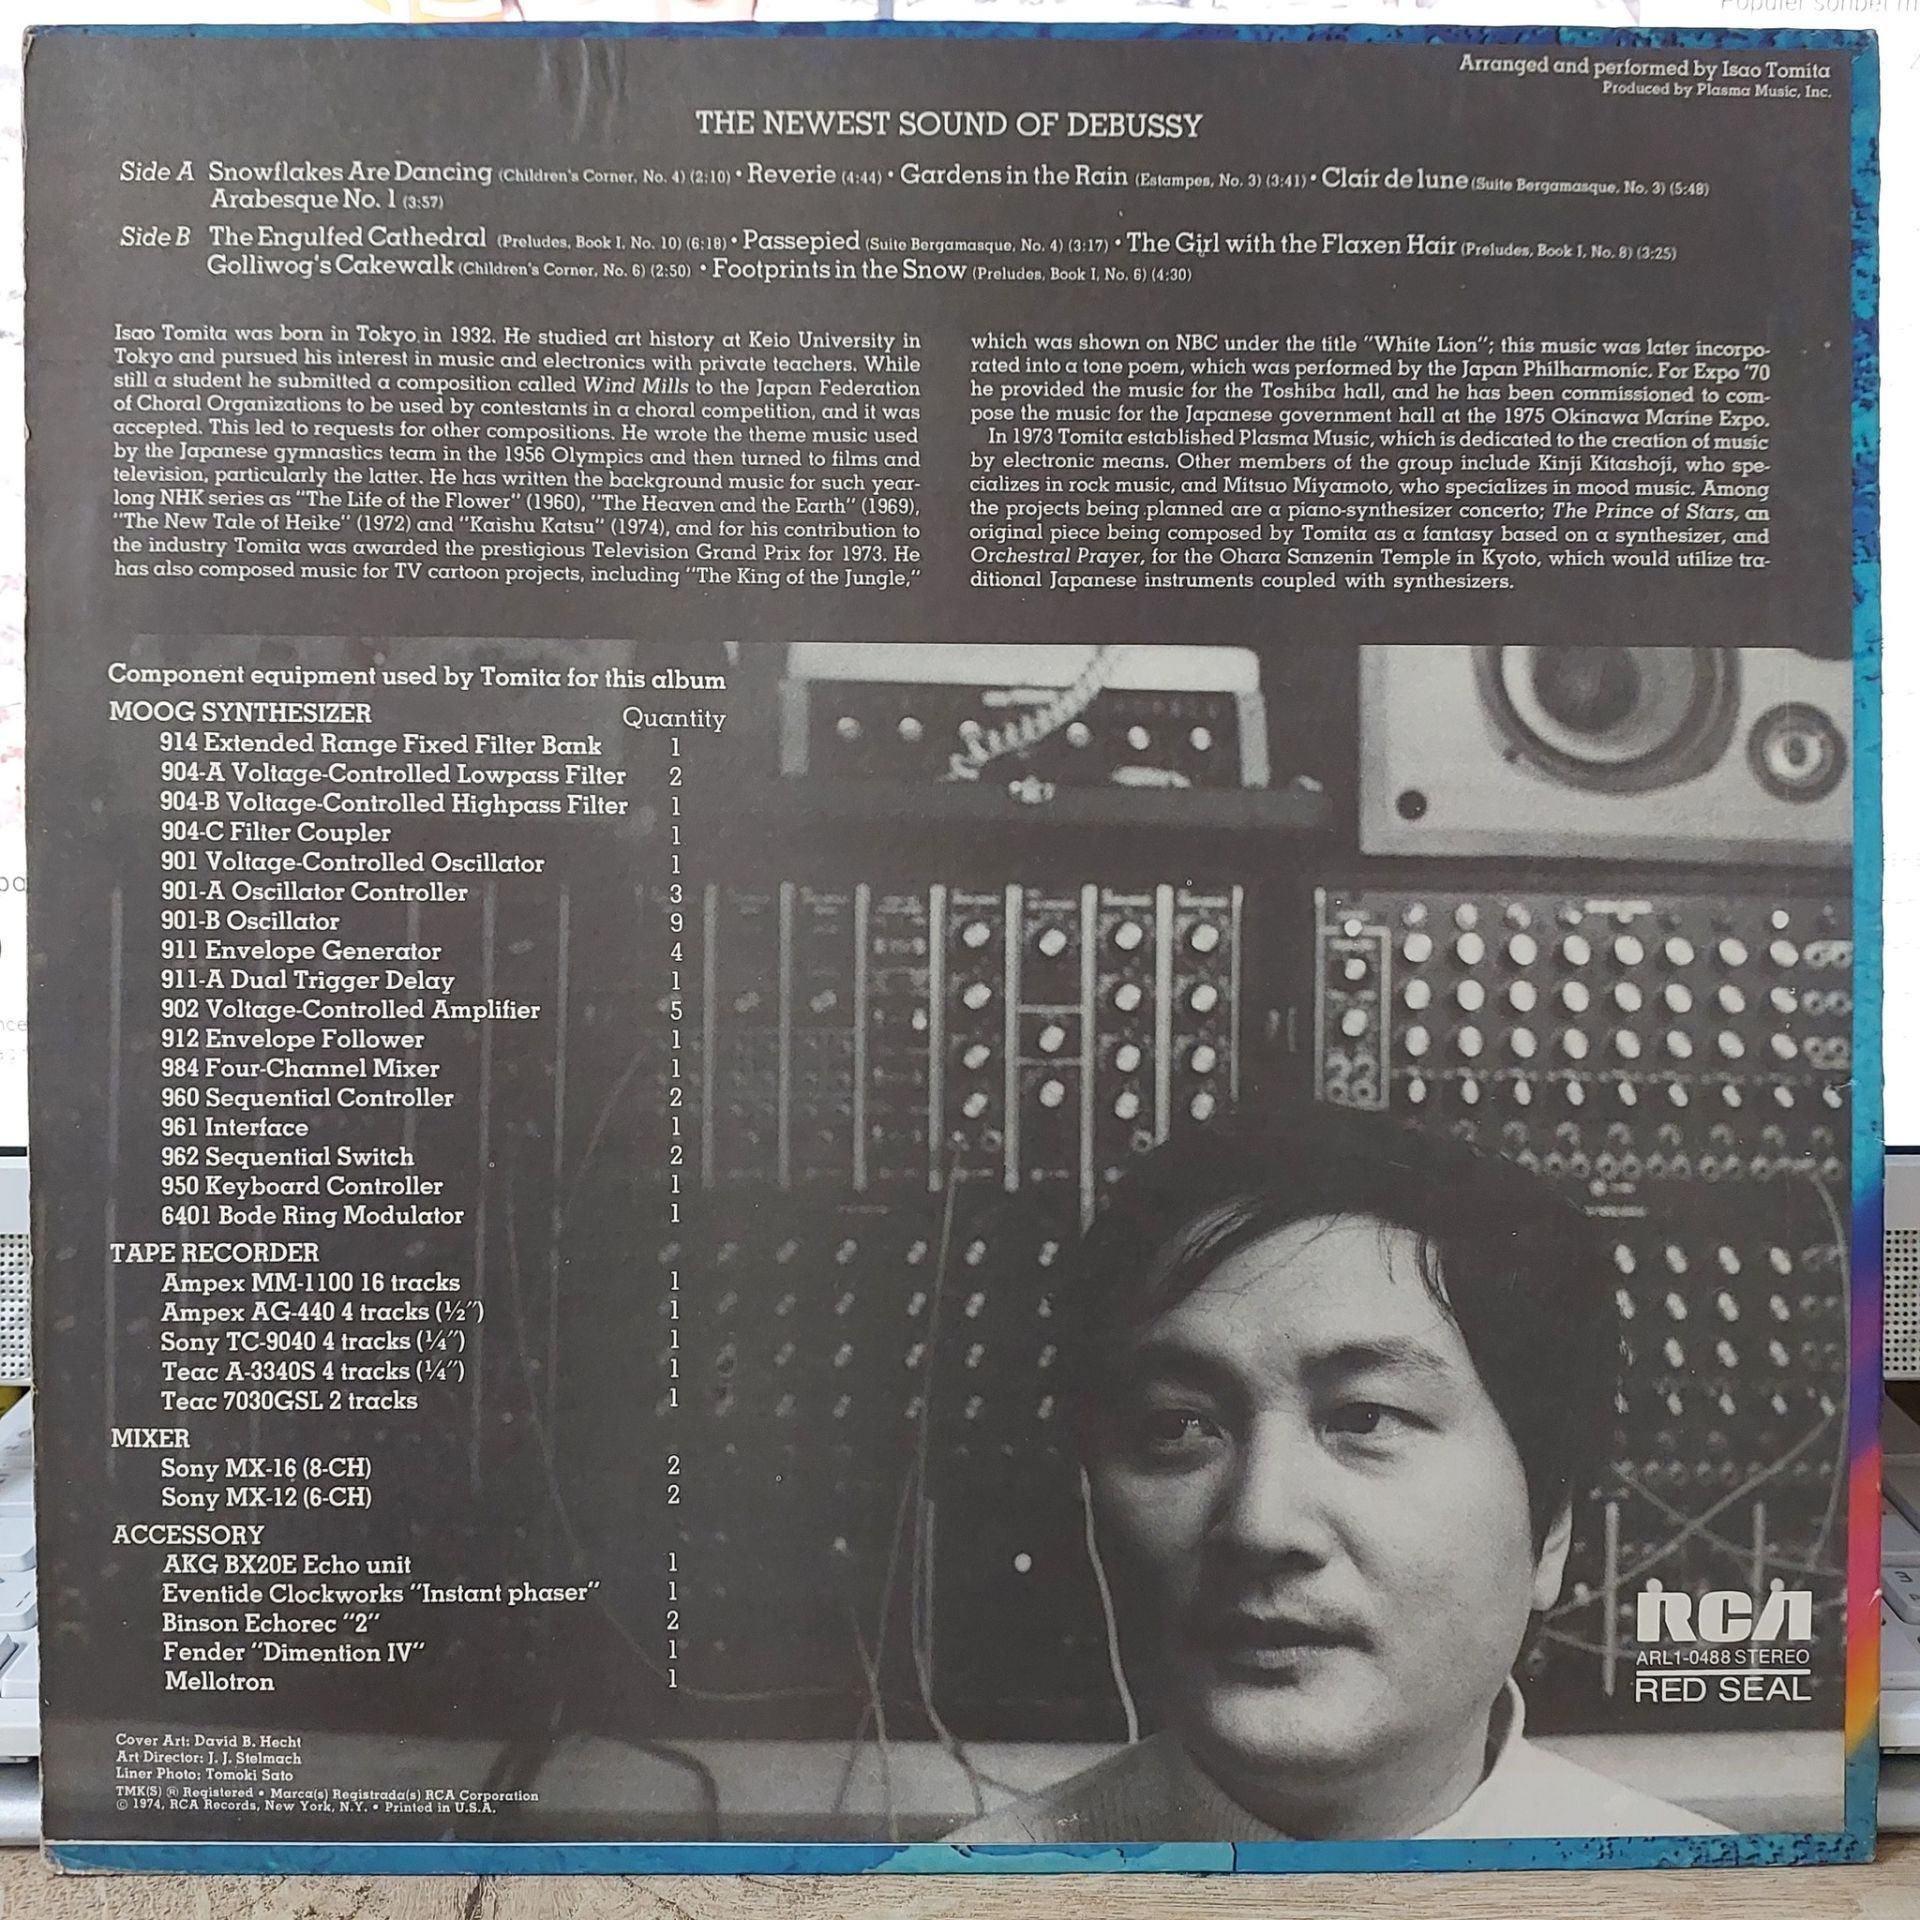 Arranged and performed by Isao Tomita
Produced by Plasma Music, Inc.
THE NEWEST SOUND OF DEBUSSY
Side A Snowflakes Are Dancing (Children's Corner, No. 4) (2:10) • Reverie (4:44) • Gardens in the Rain (Estampes, No. 3) (3:41) • Clair de lune (Suite Bergamasque, No. 3) (5:48)
Arabesque No. 1 (3:57)
Side B The Engulfed Cathedral (Preludes, Book I, No. 10) (6:18) • Passepied (Suite Bergamasque, No. 4) (3:17) • The Girl with the Flaxen Hair (Preludes, Book I, No. 8) (3:25)
Golliwog's Cakewalk (Children's Corner, No. 6) (2:50) • Footprints in the Snow (Preludes, Book I, No. 6) (4:30)
Isao Tomita was born in Tokyo in 1932. He studied art history at Keio University in
Tokyo and pursued his interest in music and electronics with private teachers. While
still a student he submitted a composition called Wind Mills to the Japan Federation
of Choral Organizations to be used by contestants in a choral competition, and it was
accepted. This led to requests for other compositions. He wrote the theme music used
by the Japanese gymnastics team in the 1956 Olympics and then turned to films and
television, particularly the latter. He has written the background music for such year-
long NHK series as "The Life of the Flower" (1960), "The Heaven and the Earth" (1969),
"The New Tale of Heike" (1972) and "Kaishu Katsu" (1974), and for his contribution to
the industry Tomita was awarded the prestigious Television Grand Prix for 1973. He
has also composed music for TV cartoon projects, including "The King of the Jungle,"
which was shown on NBC under the title "White Lion"; this music was later incorpo-
rated into a tone poem, which was performed by the Japan Philharmonic. For Expo '70
he provided the music for the Toshiba hall, and he has been commissioned to com-
pose the music for the Japanese government hall at the 1975 Okinawa Marine Expo.
In 1973 Tomita established Plasma Music, which is dedicated to the creation of music
by electronic means. Other members of the group include Kinji Kitashoji, who spe-
cializes in rock music, and Mitsuo Miyamoto, who specializes in mood music. Among
the projects being planned are a piano-synthesizer concerto; The Prince of Stars, an
original piece being composed by Tomita as a fantasy based on a synthesizer, and
Orchestral Prayer, for the Ohara Sanzenin Temple in Kyoto, which would utilize tra-
ditional Japanese instruments coupled with synthesizers.
Component equipment used by Tomita for this album
MOOG SYNTHESIZER Quantity
914 Extended Range Fixed Filter Bank 1
904-A Voltage-Controlled Lowpass Filter 2
904-B Voltage-Controlled Highpass Filter 1
904-C Filter Coupler 1
901 Voltage-Controlled Oscillator 1
901-A Oscillator Controller 3
901-B Oscillator 9
911 Envelope Generator 4
911-A Dual Trigger Delay 1
902 Voltage-Controlled Amplifier 5
912 Envelope Follower 1
984 Four-Channel Mixer 1
960 Sequential Controller 2
961 Interface 1
962 Sequential Switch 2
950 Keyboard Controller 1
6401 Bode Ring Modulator 1
TAPE RECORDER
Ampex MM-1100 16 tracks 1
Ampex AG-440 4 tracks (½") 1
Sony TC-9040 4 tracks (¼") 1
Teac A-3340S 4 tracks (¼") 1
Teac 7030GSL 2 tracks 1
MIXER
Sony MX-16 (8-CH) 2
Sony MX-12 (6-CH) 2
ACCESSORY
AKG BX20E Echo unit 1
Eventide Clockworks "Instant phaser" 1
Binson Echorec "2" 2
Fender "Dimention IV" 1
Mellotron 1
RCA
ARL1-0488 STEREO
RED SEAL
Cover Art: David B. Hecht
Art Director: J. J. Stelmach
Liner Photo: Tomoki Sato
TMK(S) ® Registered • Marca(s) Registrada(s) RCA Corporation
© 1974, RCA Records, New York, N.Y. • Printed in U.S.A.